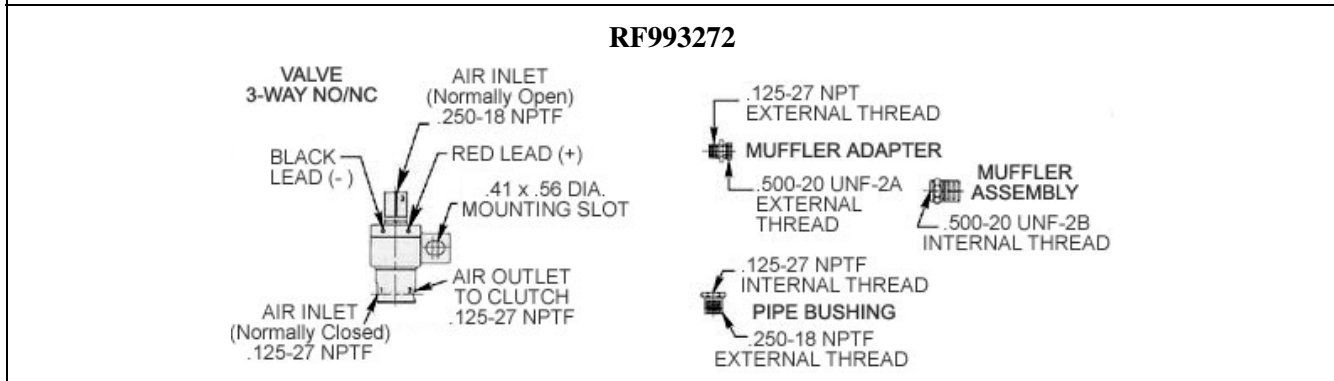 RF993272
VALVE
3-WAY NO/NC
AIR INLET
(Normally Open)
.250-18 NPTF
BLACK
LEAD (-)
RED LEAD (+)
.41 x .56 DIA.
MOUNTING SLOT
AIR OUTLET
TO CLUTCH
.125-27 NPTF
AIR INLET
(Normally Closed)
.125-27 NPTF
.125-27 NPT
EXTERNAL THREAD
MUFFLER ADAPTER
.500-20 UNF-2A
EXTERNAL
THREAD
MUFFLER
ASSEMBLY
.500-20 UNF-2B
INTERNAL THREAD
.125-27 NPTF
INTERNAL THREAD
PIPE BUSHING
.250-18 NPTF
EXTERNAL THREAD